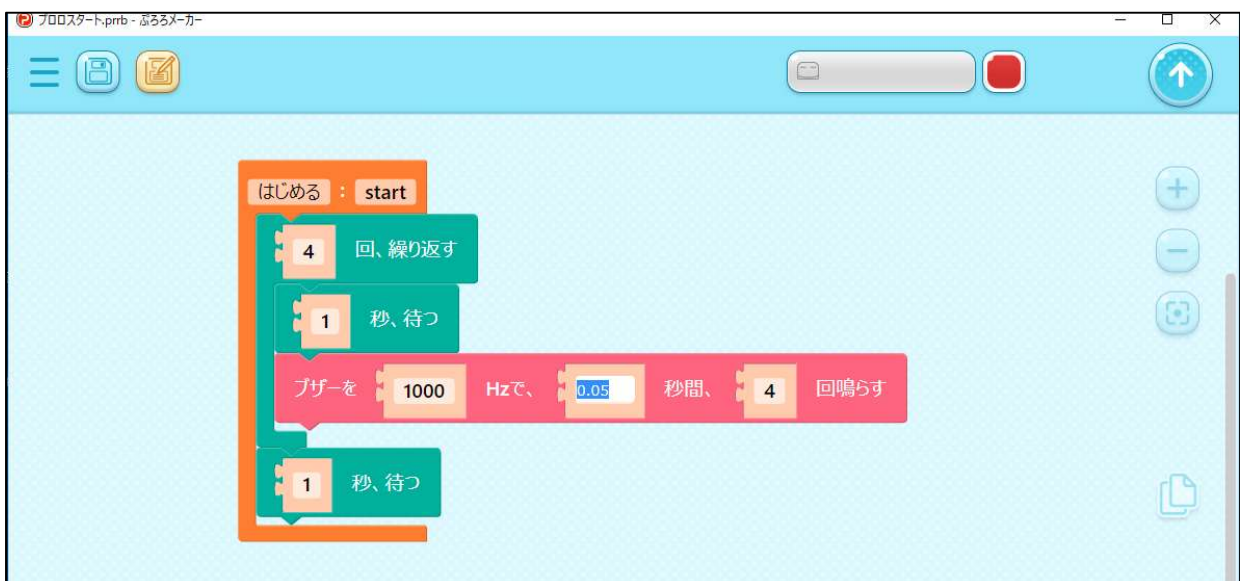 プロロスタート.prrb - ぷろろメーカー
はじめる : start
4 回、繰り返す
1 秒、待つ
ブザーを 1000 Hzで、 0.05 秒間、 4 回鳴らす
1 秒、待つ